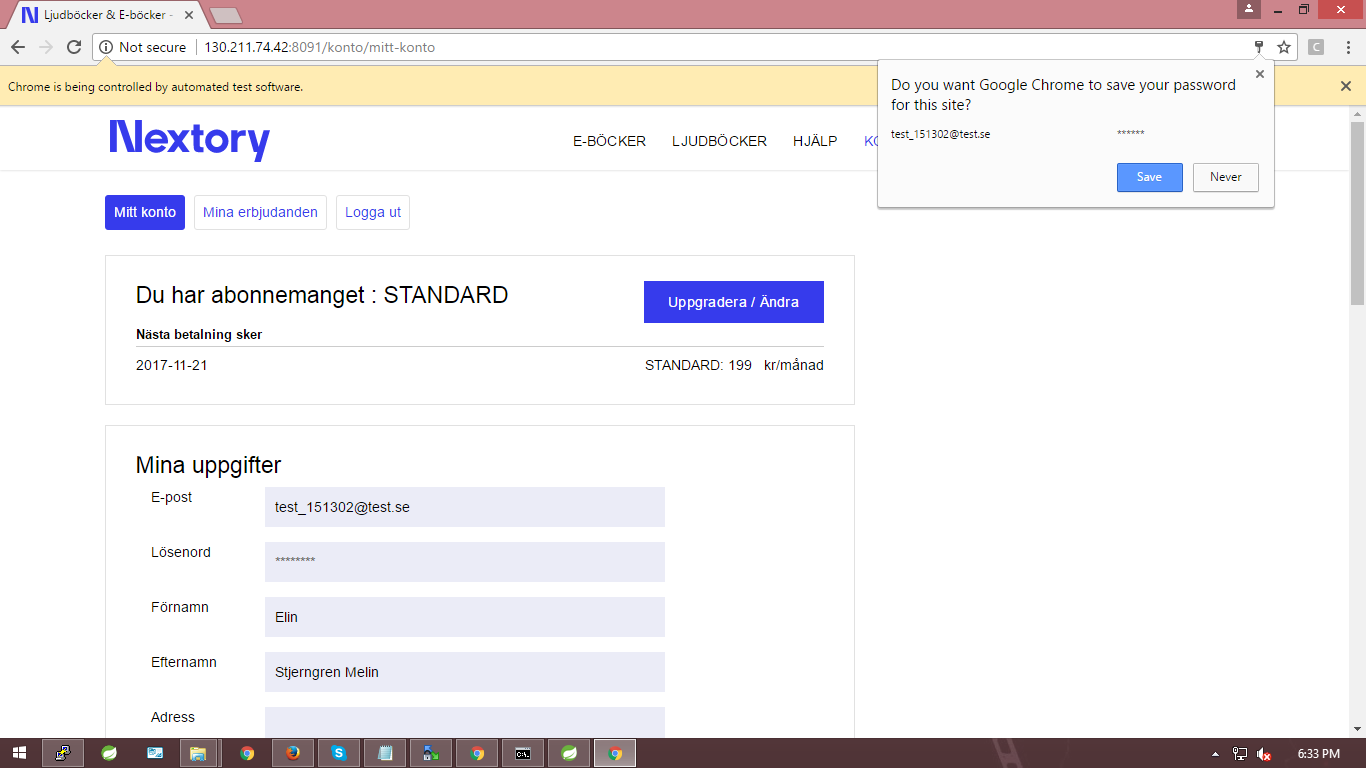 Ljudböcker & E-böcker -
Not secure 130.211.74.42:8091/konto/mitt-konto
Chrome is being controlled by automated test software.
Do you want Google Chrome to save your password
for this site?
test_151302@test.se ******
Save Never
Nextory
E-BÖCKER LJUDBÖCKER HJÄLP
Mitt konto Mina erbjudanden Logga ut
Du har abonnemanget : STANDARD
Uppgradera / Ändra
Nästa betalning sker
2017-11-21 STANDARD: 199 kr/månad
Mina uppgifter
E-post test_151302@test.se
Lösenord ********
Förnamn Elin
Efternamn Stjerngren Melin
Adress
6:33 PM